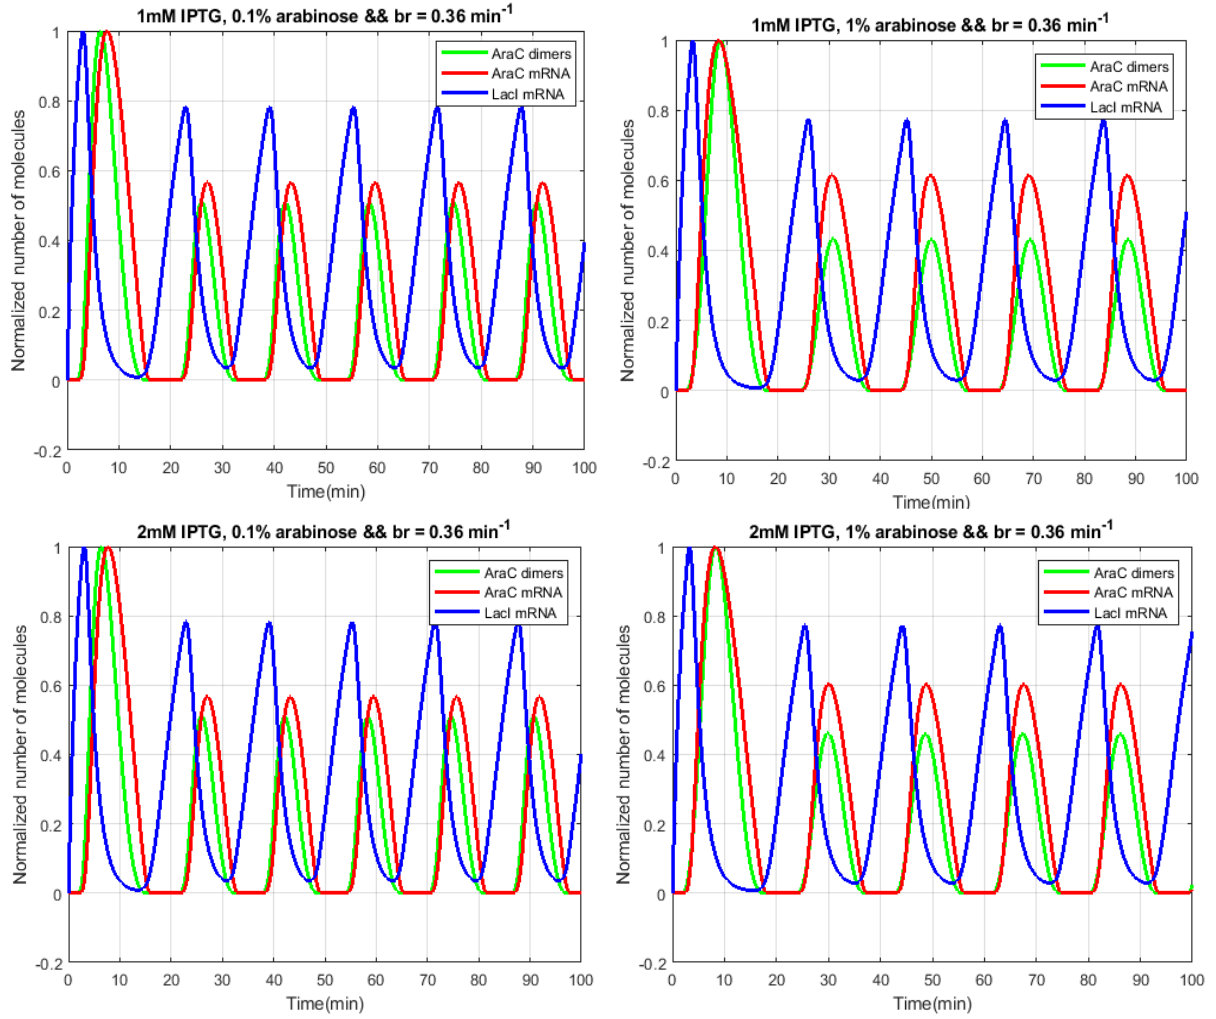 1mM IPTG, 0.1% arabinose && br = 0.36 min⁻¹
Normalized number of molecules
1
0.8
0.6
0.4
0.2
0
-0.2
AraC dimers
AraC mRNA
LacI mRNA
0 10 20 30 40 50 60 70 80 90 100
Time(min)
1mM IPTG, 1% arabinose && br = 0.36 min⁻¹
Normalized number of molecules
1
0.8
0.6
0.4
0.2
0
-0.2
AraC dimers
AraC mRNA
LacI mRNA
0 10 20 30 40 50 60 70 80 90 100
Time(min)
2mM IPTG, 0.1% arabinose && br = 0.36 min⁻¹
Normalized number of molecules
1
0.8
0.6
0.4
0.2
0
-0.2
AraC dimers
AraC mRNA
LacI mRNA
0 10 20 30 40 50 60 70 80 90 100
Time(min)
2mM IPTG, 1% arabinose && br = 0.36 min⁻¹
Normalized number of molecules
1
0.8
0.6
0.4
0.2
0
-0.2
AraC dimers
AraC mRNA
LacI mRNA
0 10 20 30 40 50 60 70 80 90 100
Time(min)